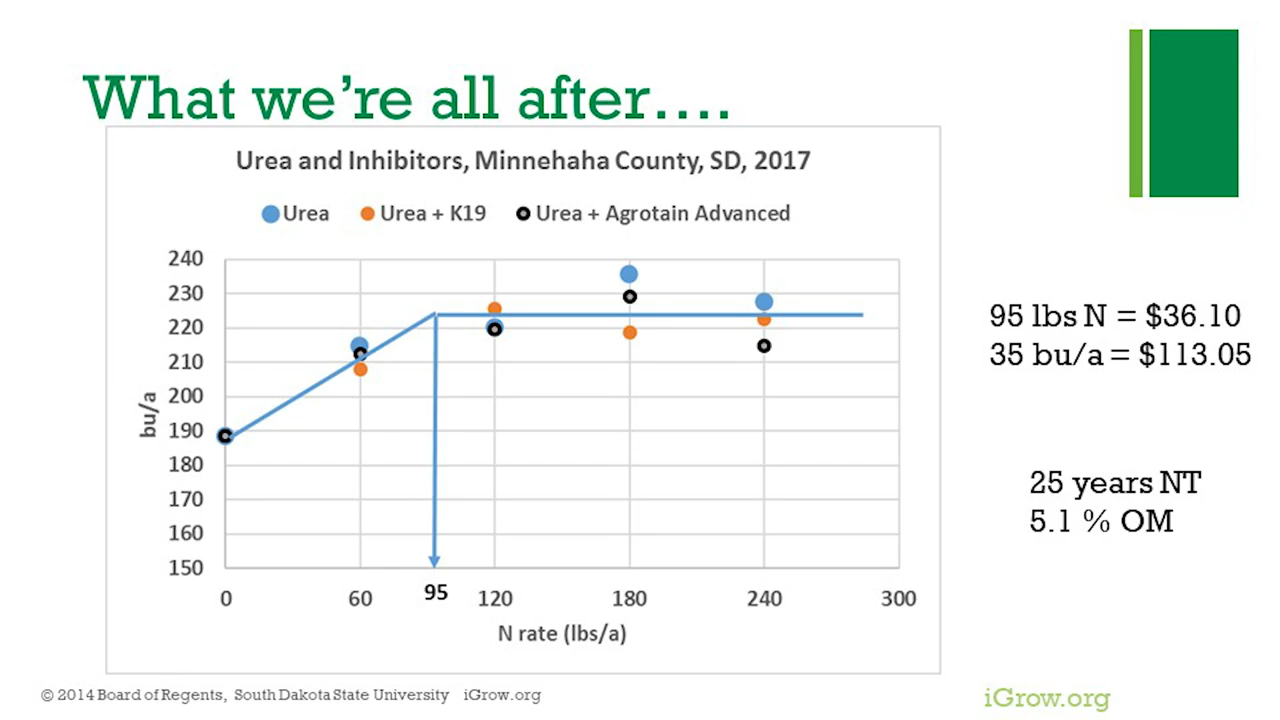 What we're all after….
Urea and Inhibitors, Minnehaha County, SD, 2017
Urea Urea + K19 Urea + Agrotain Advanced
240
230
220
210
200
190
180
170
160
150
bu/a
0 60 95 120 180 240 300
N rate (lbs/a)
95 lbs N = $36.10
35 bu/a = $113.05
25 years NT
5.1 % OM
© 2014 Board of Regents, South Dakota State University iGrow.org
iGrow.org